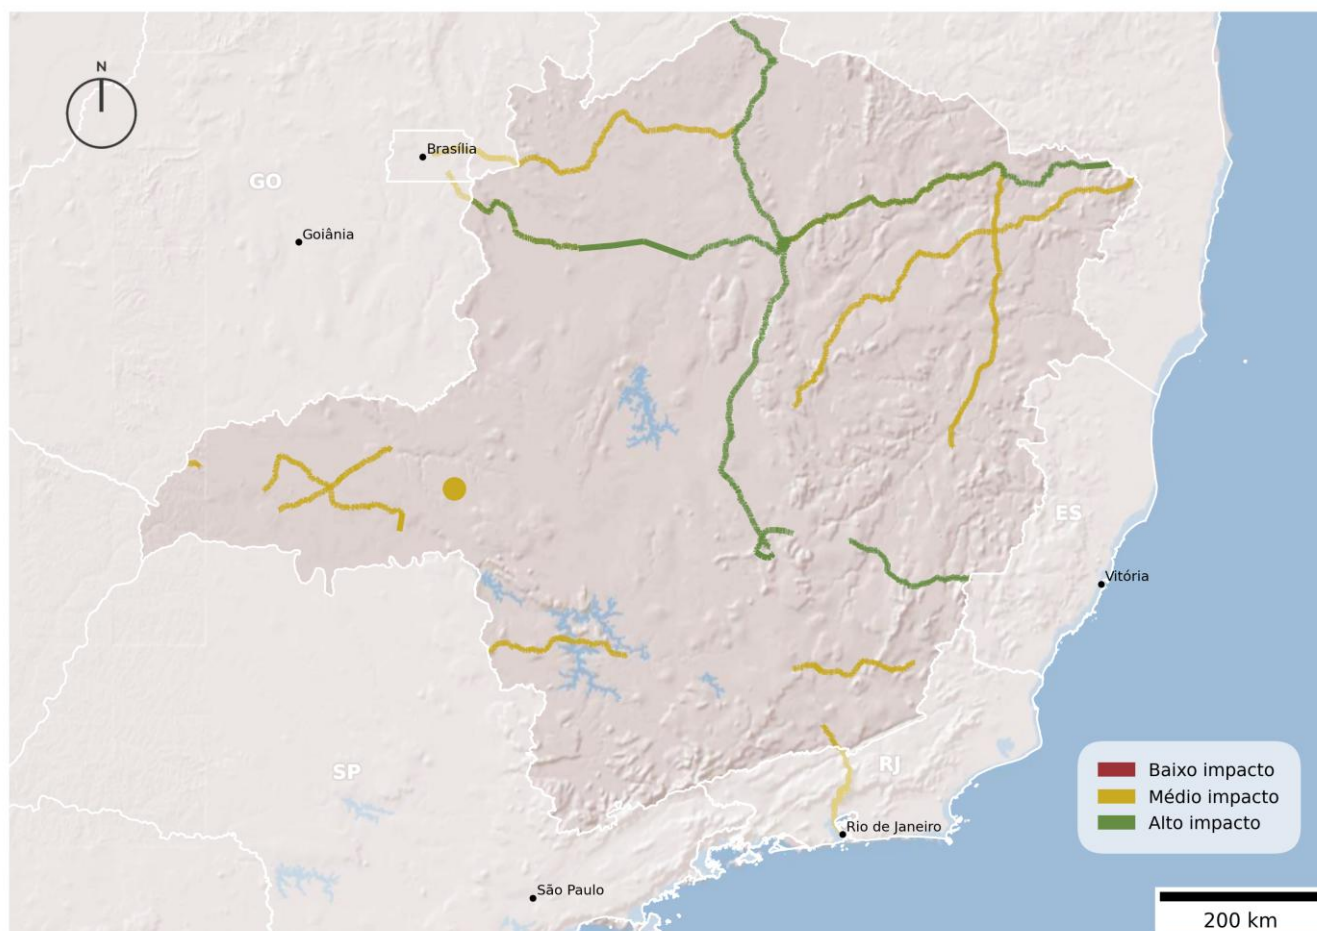 N
Brasília
GO
Goiânia
ES
Vitória
SP
RJ
Rio de Janeiro
São Paulo
Baixo impacto
Médio impacto
Alto impacto
200 km